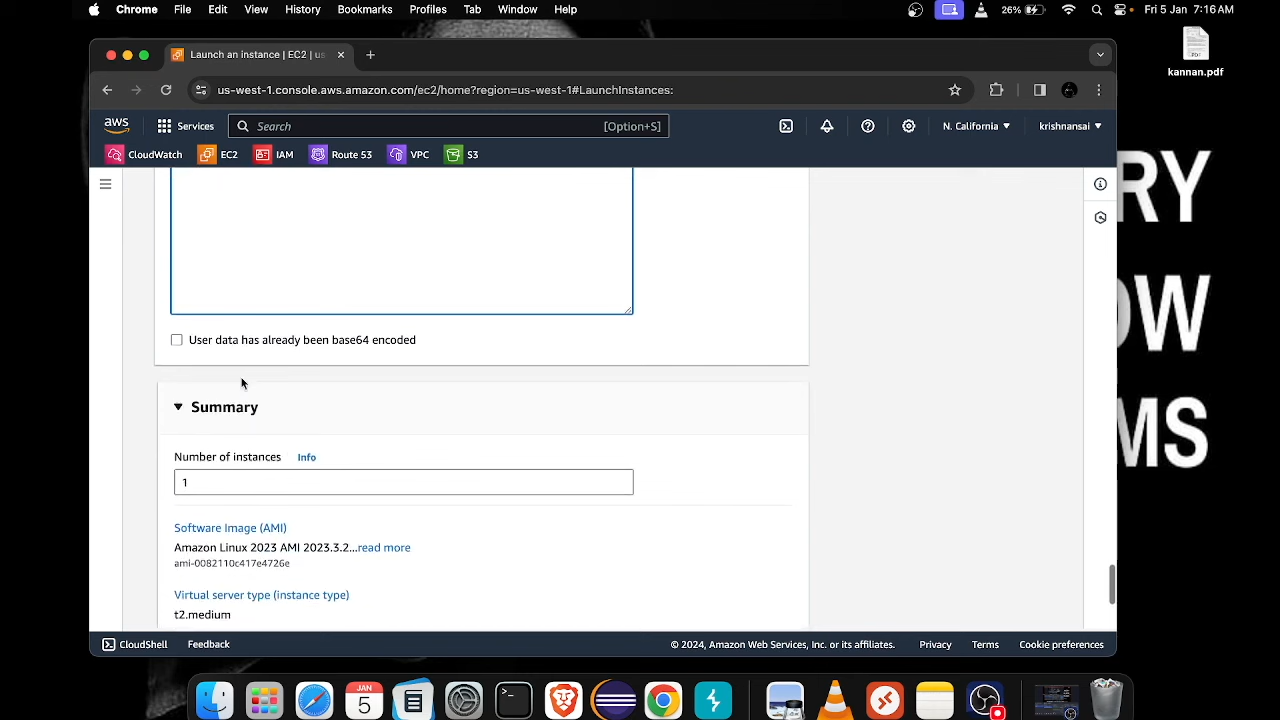 Chrome File Edit View History Bookmarks Profiles Tab Window Help 26% Fri 5 Jan 7:16 AM
kannan.pdf
Launch an instance | EC2 | us
us-west-1.console.aws.amazon.com/ec2/home?region=us-west-1#LaunchInstances:
aws Services Search [Option+S] N. California krishnansai
CloudWatch EC2 IAM Route 53 VPC S3
RY
OW
MS
User data has already been base64 encoded
Summary
Number of instances Info
1
Software Image (AMI)
Amazon Linux 2023 AMI 2023.3.2...read more
ami-0082110c417e4726e
Virtual server type (instance type)
t2.medium
CloudShell Feedback © 2024, Amazon Web Services, Inc. or its affiliates. Privacy Terms Cookie preferences
JAN
5